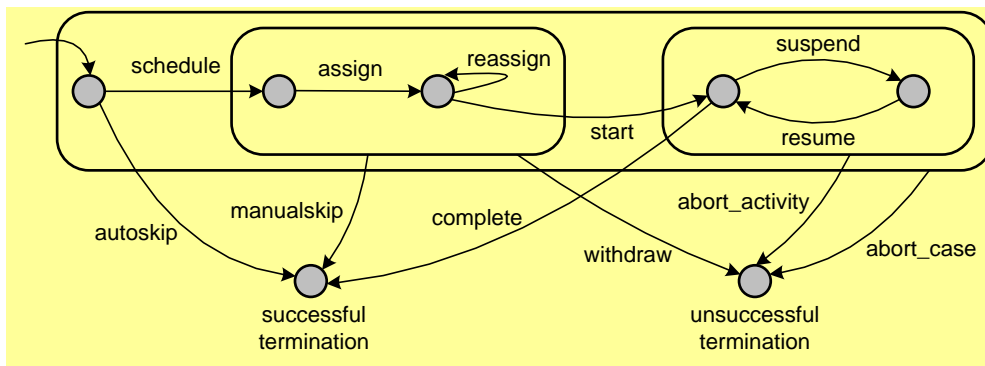 suspend
reassign
schedule
assign
start
resume
manualskip
complete
abort_activity
autoskip
withdraw
abort_case
successful
termination
unsuccessful
termination